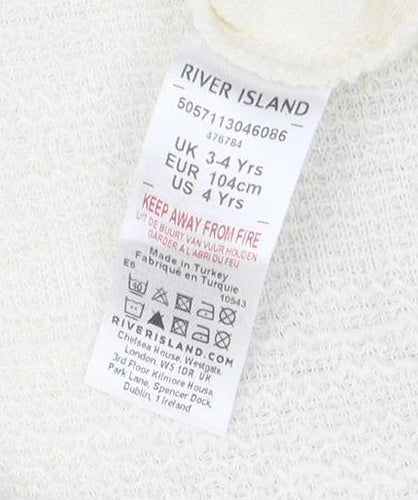 RIVER ISLAND
5057113046086
476784
UK 3-4 Yrs
EUR 104cm
US 4 Yrs
KEEP AWAY FROM FIRE
UIT DE BUURT VAN VUUR HOUDEN
GARDER À L'ABRI DU FEU
Made in Turkey
Fabriqué en Turquie
E6
10543
RIVERISLAND.COM
Chelsea House, Westgate,
London. W5 1DR UK
3rd Floor Kilmore House,
Park Lane, Spencer Dock,
Dublin, 1 Ireland